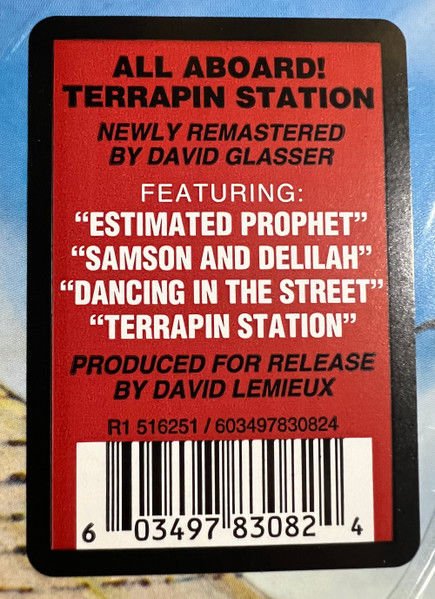 ALL ABOARD!
TERRAPIN STATION
NEWLY REMASTERED
BY DAVID GLASSER
FEATURING:
“ESTIMATED PROPHET”
“SAMSON AND DELILAH”
“DANCING IN THE STREET”
“TERRAPIN STATION”
PRODUCED FOR RELEASE
BY DAVID LEMIEUX
R1 516251 / 603497830824
6 03497 83082 4